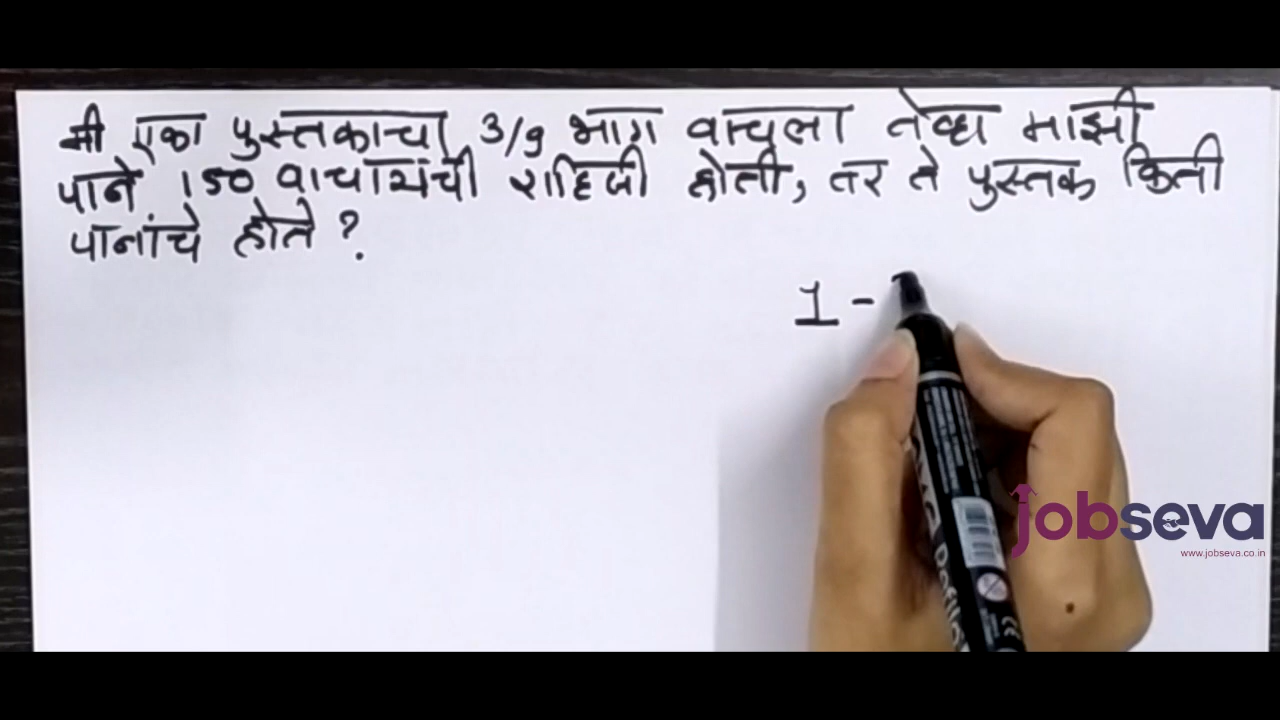 मी एका पुस्तकाचा 3/9 भाग वाचला तेव्हा माझी
पाने 150 वाचायची राहिली होती, तर ते पुस्तक किती
पानांचे होते ?
1 -
jobseva
www.jobseva.co.in